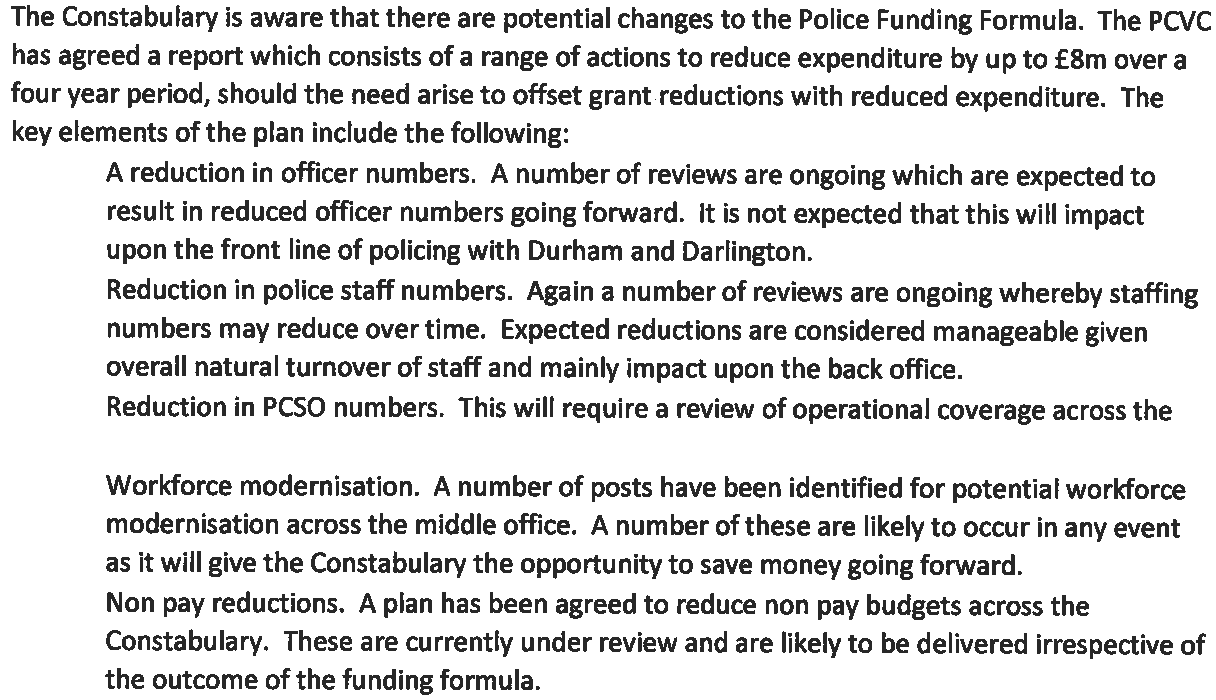 The Constabulary is aware that there are potential changes to the Police Funding Formula.  The PCVC
has agreed a report which consists of a range of actions to reduce expenditure by up to £8m over a
four year period, should the need arise to offset grant reductions with reduced expenditure.  The
key elements of the plan include the following:
A reduction in officer numbers.  A number of reviews are ongoing which are expected to
result in reduced officer numbers going forward.  It is not expected that this will impact
upon the front line of policing with Durham and Darlington.
Reduction in police staff numbers.  Again a number of reviews are ongoing whereby staffing
numbers may reduce over time.  Expected reductions are considered manageable given
overall natural turnover of staff and mainly impact upon the back office.
Reduction in PCSO numbers.  This will require a review of operational coverage across the
Workforce modernisation.  A number of posts have been identified for potential workforce
modernisation across the middle office.  A number of these are likely to occur in any event
as it will give the Constabulary the opportunity to save money going forward.
Non pay reductions.  A plan has been agreed to reduce non pay budgets across the
Constabulary.  These are currently under review and are likely to be delivered irrespective of
the outcome of the funding formula.